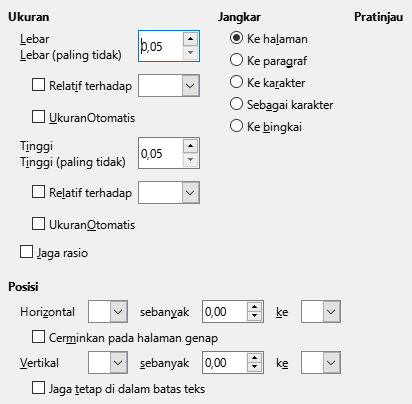 Ukuran Jangkar Pratinjau
Lebar
Lebar (paling tidak) 0,05
Ke halaman
Ke paragraf
Relatif terhadap
Ke karakter
Sebagai karakter
UkuranOtomatis
Ke bingkai
Tinggi
Tinggi (paling tidak) 0,05
Relatif terhadap
UkuranOtomatis
Jaga rasio
Posisi
Horizontal sebanyak 0,00 ke
Cerminkan pada halaman genap
Vertikal sebanyak 0,00 ke
Jaga tetap di dalam batas teks